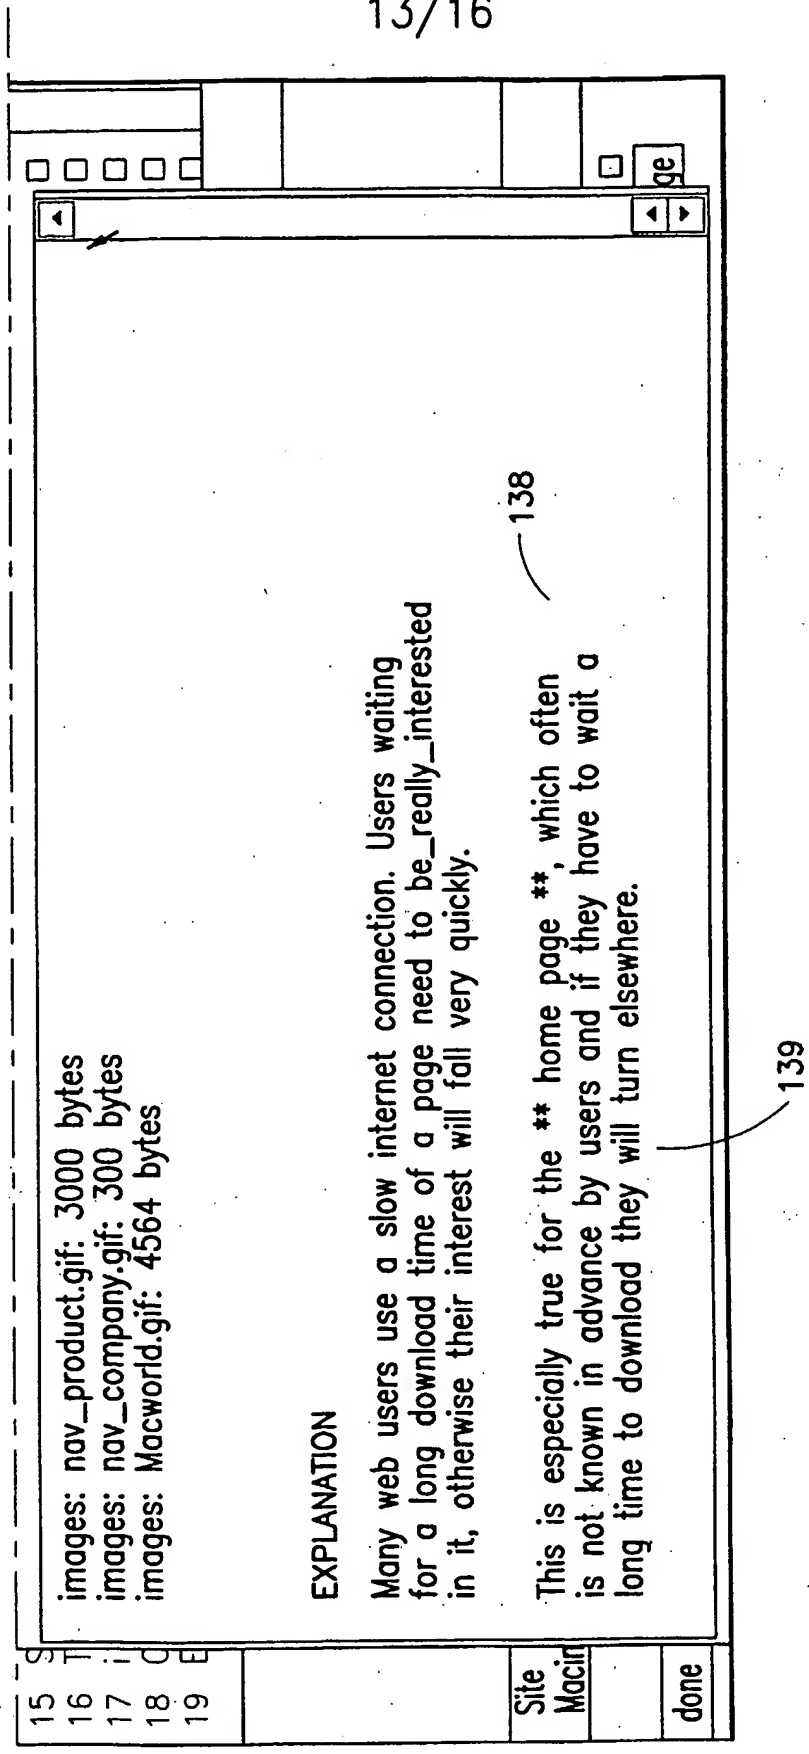 13/16
images: nav_product.gif: 3000 bytes
images: nav_company.gif: 300 bytes
images: Macworld.gif: 4564 bytes
EXPLANATION
Many web users use a slow internet connection. Users waiting
for a long download time of a page need to be_really_interested
in it, otherwise their interest will fall very quickly.
This is especially true for the ** home page **, which often
is not known in advance by users and if they have to wait a
long time to download they will turn elsewhere.
138
139
15 S
16 T
17 i
18
19 E
Site
Macin
done
ge